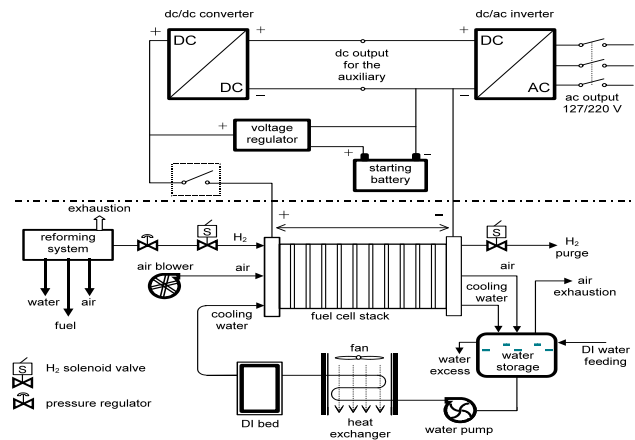 dc/dc converter
dc/ac inverter
+
+
+
DC
DC
dc output
for the
auxiliary
DC
AC
−
−
ac output
127/220 V
+
voltage
regulator
+
−
starting
battery
exhaustion
+
−
reforming
system
S
H2
S
H2
purge
air blower
air
air
cooling
water
air
exhaustion
water
air
fuel
cooling
water
fuel cell stack
water
storage
DI water
feeding
water
excess
fan
S
H2 solenoid valve
pressure regulator
DI bed
heat
exchanger
water pump